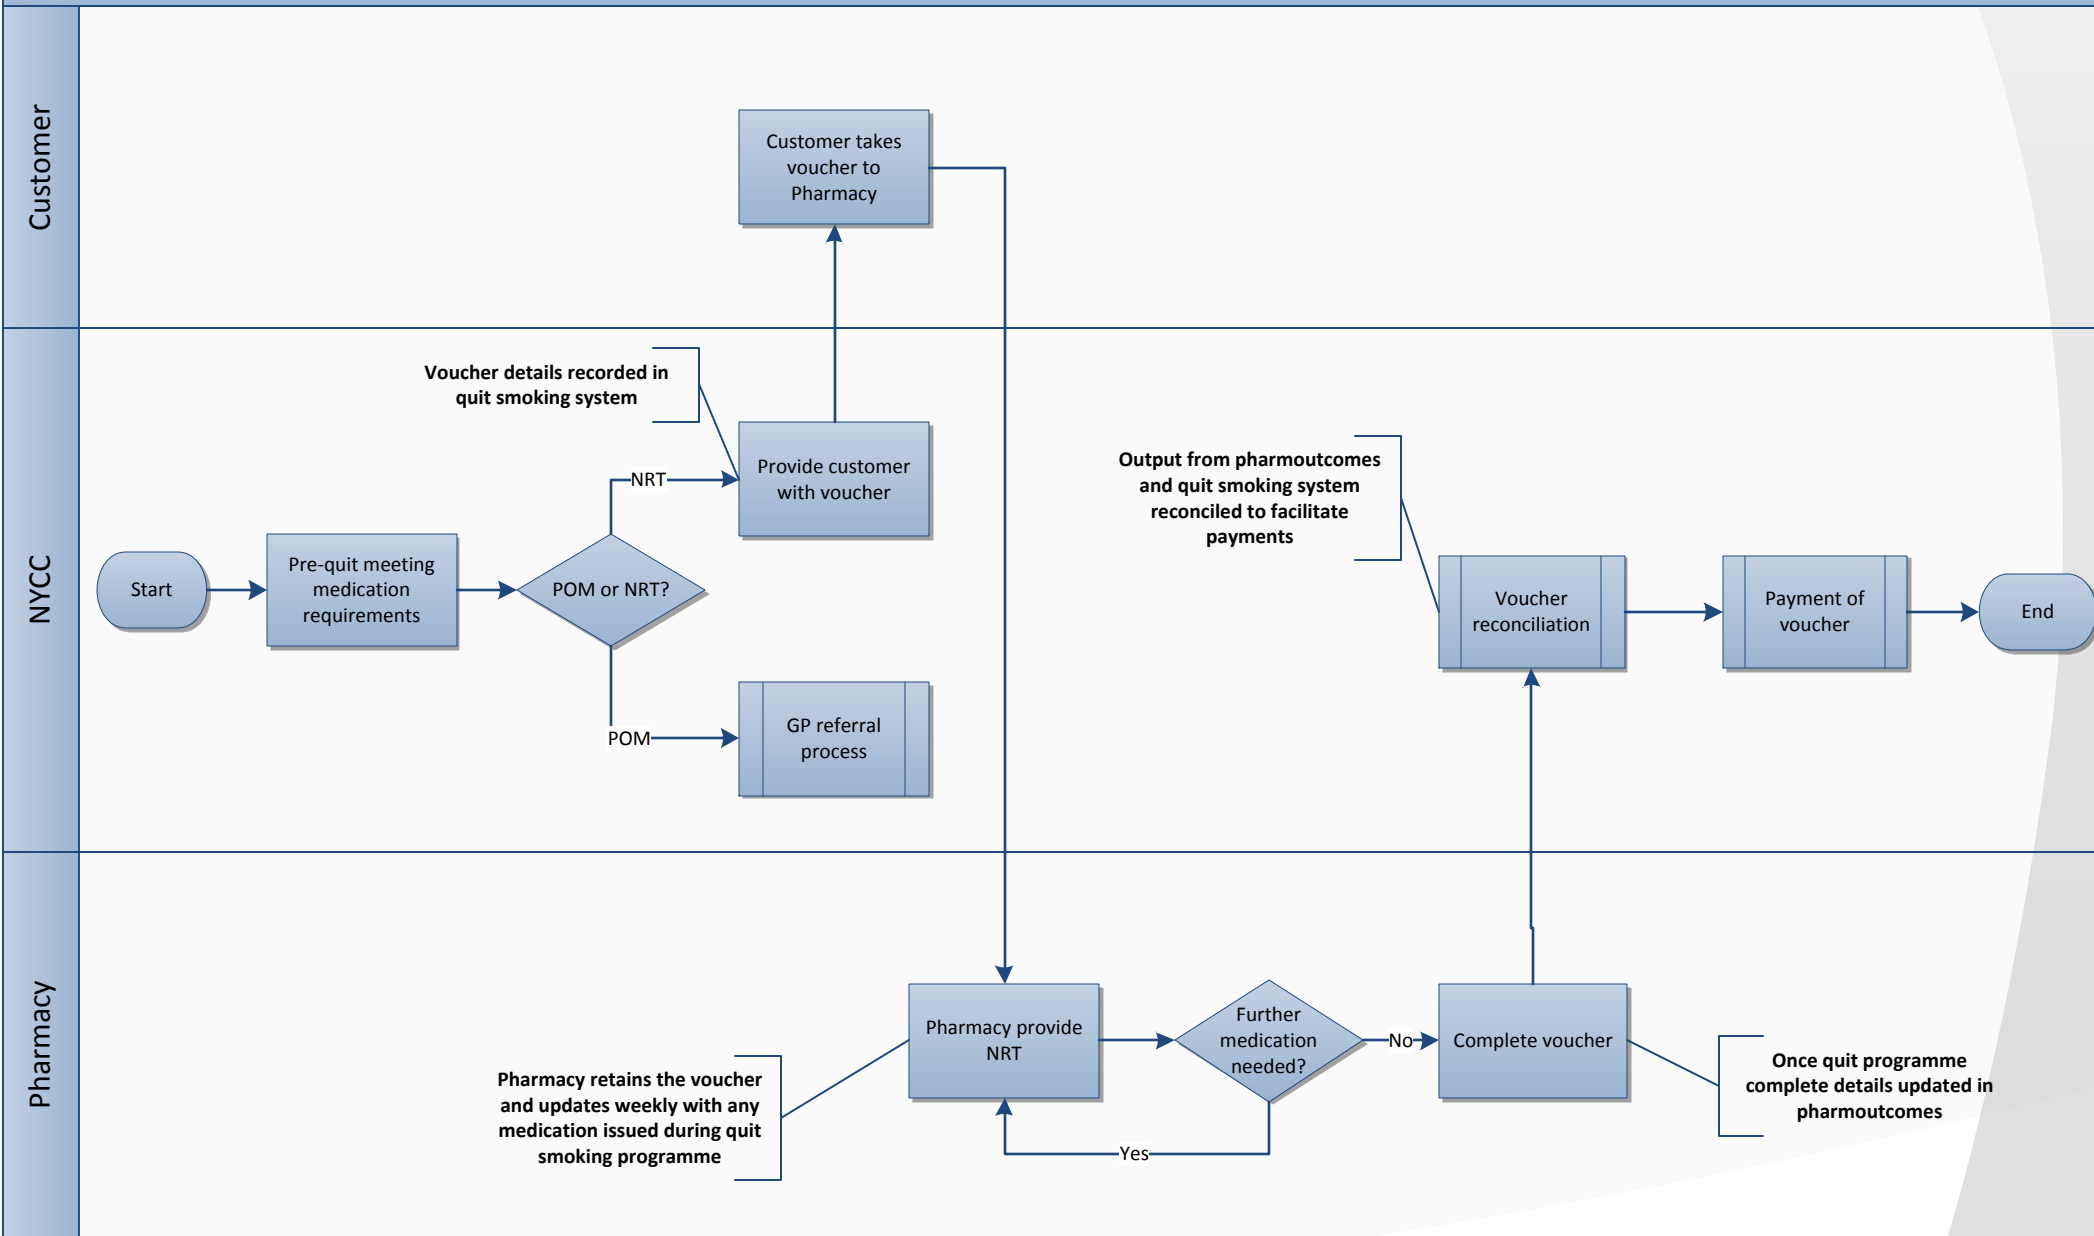 Customer
Customer takes
voucher to
Pharmacy
NYCC
Voucher details recorded in
quit smoking system
NRT
Provide customer
with voucher
Start
Pre-quit meeting
medication
requirements
POM or NRT?
POM
GP referral
process
Output from pharmoutcomes
and quit smoking system
reconciled to facilitate
payments
Voucher
reconciliation
Payment of
voucher
End
Pharmacy
Pharmacy retains the voucher
and updates weekly with any
medication issued during quit
smoking programme
Pharmacy provide
NRT
Further
medication
needed?
Yes
No
Complete voucher
Once quit programme
complete details updated in
pharmoutcomes